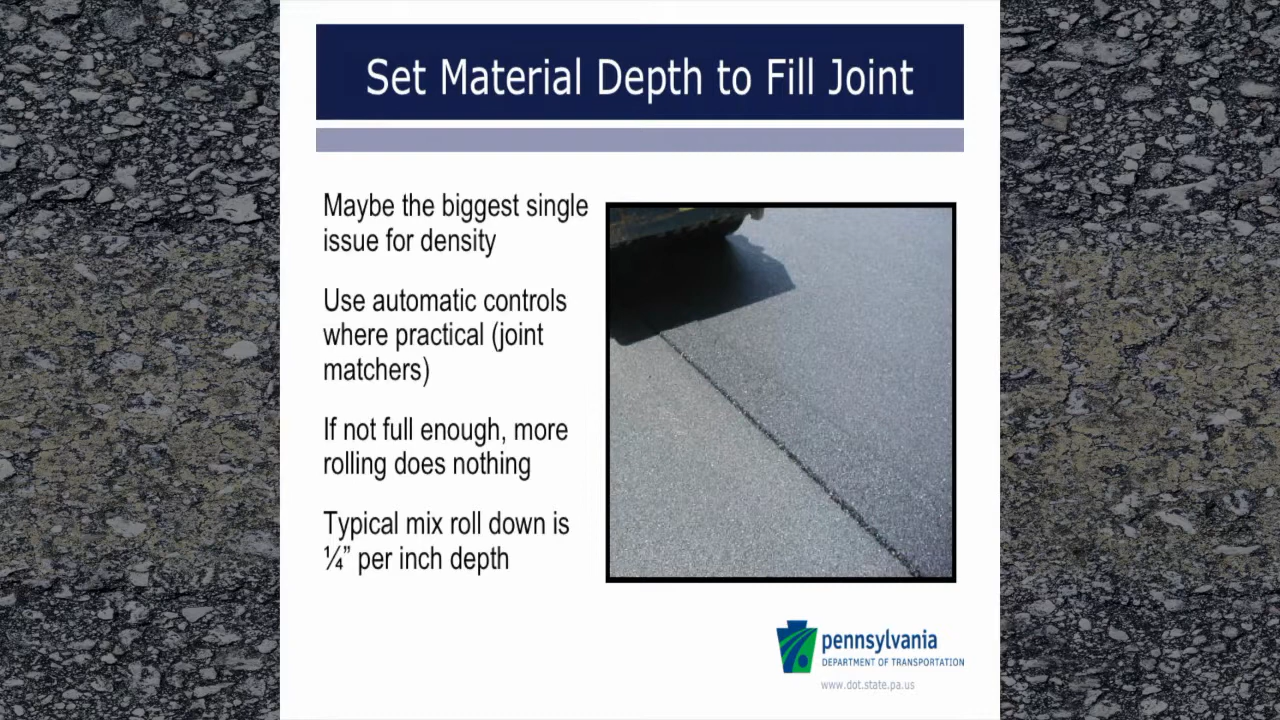 Set Material Depth to Fill Joint
Maybe the biggest single
issue for density
Use automatic controls
where practical (joint
matchers)
If not full enough, more
rolling does nothing
Typical mix roll down is
¼” per inch depth
pennsylvania
DEPARTMENT OF TRANSPORTATION
www.dot.state.pa.us